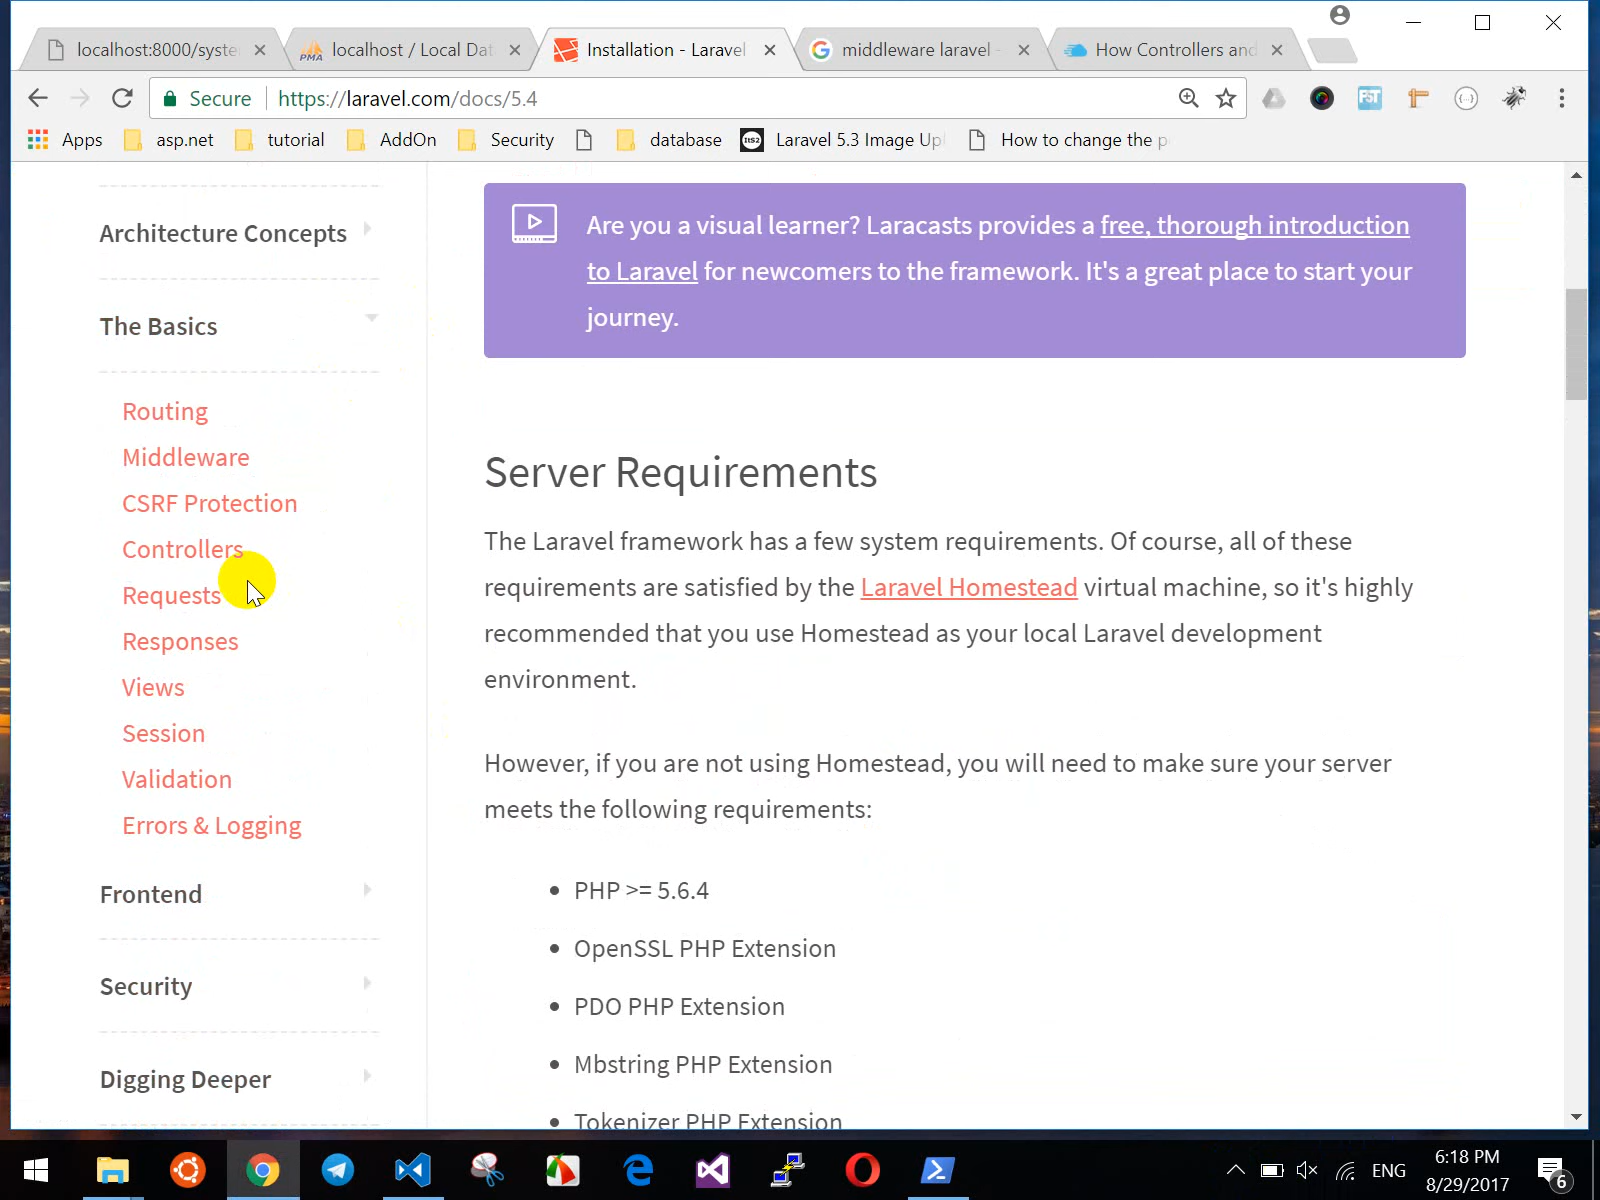 localhost:8000/syste
localhost / Local Dat
Installation - Laravel
middleware laravel -
How Controllers and
Secure
https://laravel.com/docs/5.4
Apps
asp.net
tutorial
AddOn
Security
database
Laravel 5.3 Image Upl
How to change the p
Architecture Concepts
The Basics
Routing
Middleware
CSRF Protection
Controllers
Requests
Responses
Views
Session
Validation
Errors & Logging
Frontend
Security
Digging Deeper
Are you a visual learner? Laracasts provides a free, thorough introduction
to Laravel for newcomers to the framework. It's a great place to start your
journey.
Server Requirements
The Laravel framework has a few system requirements. Of course, all of these
requirements are satisfied by the Laravel Homestead virtual machine, so it's highly
recommended that you use Homestead as your local Laravel development
environment.
However, if you are not using Homestead, you will need to make sure your server
meets the following requirements:
PHP >= 5.6.4
OpenSSL PHP Extension
PDO PHP Extension
Mbstring PHP Extension
Tokenizer PHP Extension
ENG
6:18 PM
8/29/2017
6